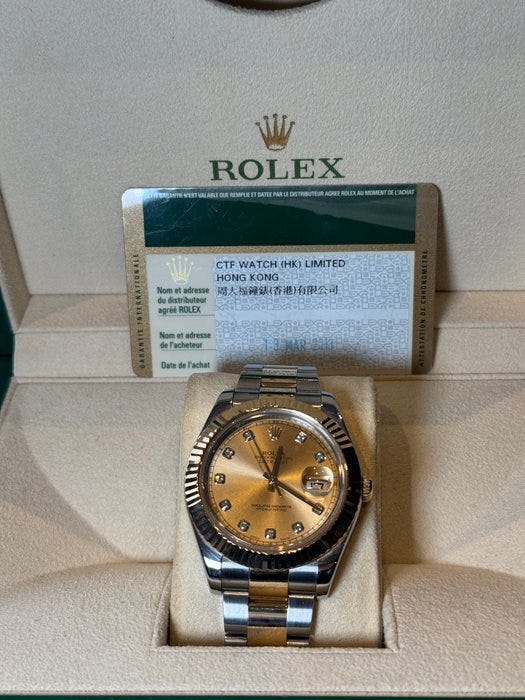 ROLEX
CETTE GARANTIE N'EST VALABLE QUE REMPLIE ET DATEE PAR LE DISTRIBUTEUR AGREE ROLEX AU MOMENT DE L'ACHAT
GARANTIE INTERNATIONALE
Nom et adresse
du distributeur
agréé ROLEX
CTF WATCH (HK) LIMITED
HONG KONG
周大福鐘錶(香港)有限公司
Nom et adresse
de l'acheteur
Date de l'achat
MAR
ATTESTATION DE CHRONOMETRE
ROLEX